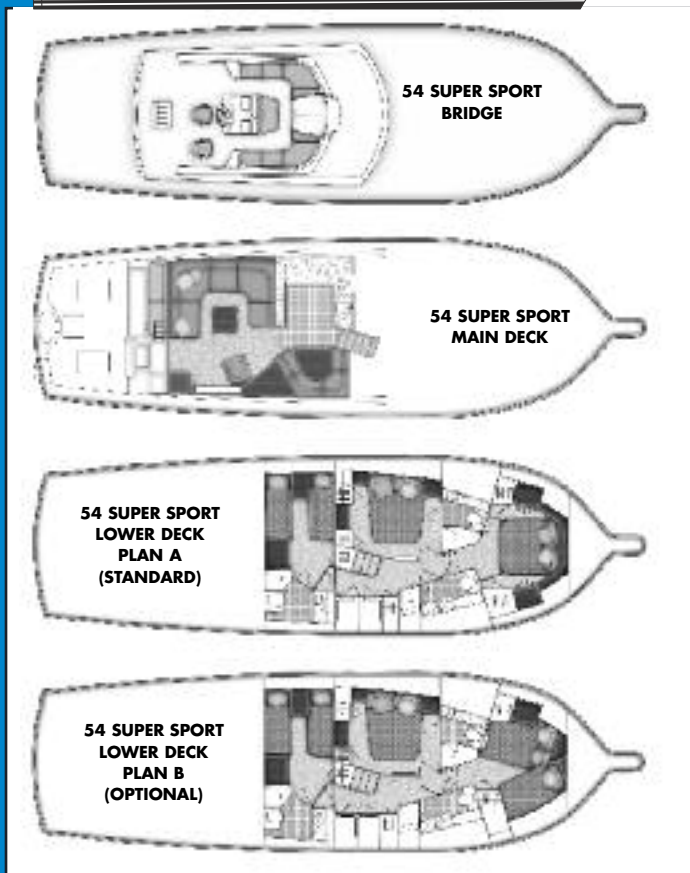 54 SUPER SPORT
BRIDGE
54 SUPER SPORT
MAIN DECK
54 SUPER SPORT
LOWER DECK
PLAN A
(STANDARD)
54 SUPER SPORT
LOWER DECK
PLAN B
(OPTIONAL)